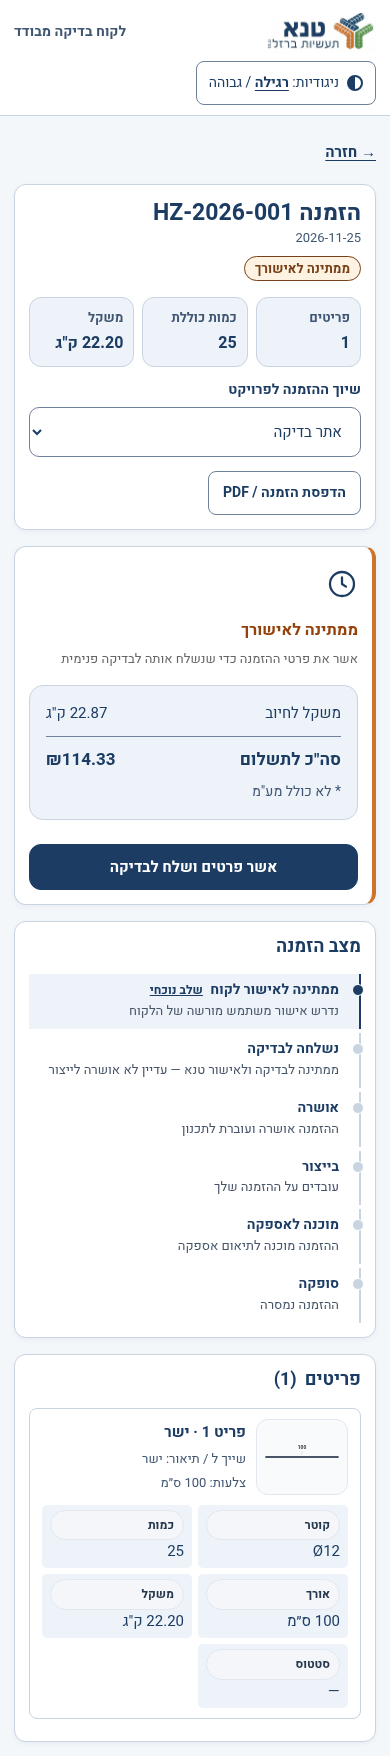 טנא
תעשיות ברזל
לקוח בדיקה מבודד
ניגודיות: רגילה / גבוהה
→ חזרה
הזמנה HZ-2026-001
2026-11-25
ממתינה לאישורך
פריטים
1
כמות כוללת
25
משקל
22.20 ק"ג
שיוך ההזמנה לפרויקט
אתר בדיקה
הדפסת הזמנה / PDF
ממתינה לאישורך
אשר את פרטי ההזמנה כדי שנשלח אותה לבדיקה פנימית
משקל לחיוב 22.87 ק"ג
סה"כ לתשלום ₪114.33
* לא כולל מע"מ
אשר פרטים ושלח לבדיקה
מצב הזמנה
ממתינה לאישור לקוח שלב נוכחי
נדרש אישור משתמש מורשה של הלקוח
נשלחה לבדיקה
ממתינה לבדיקה ולאישור טנא — עדיין לא אושרה לייצור
אושרה
ההזמנה אושרה ועוברת לתכנון
בייצור
עובדים על ההזמנה שלך
מוכנה לאספקה
ההזמנה מוכנה לתיאום אספקה
סופקה
ההזמנה נמסרה
פריטים (1)
100
פריט 1 · ישר
שייך ל / תיאור: ישר
צלעות: 100 ס"מ
קוטר
Ø12
כמות
25
אורך
100 ס"מ
משקל
22.20 ק"ג
סטטוס
—